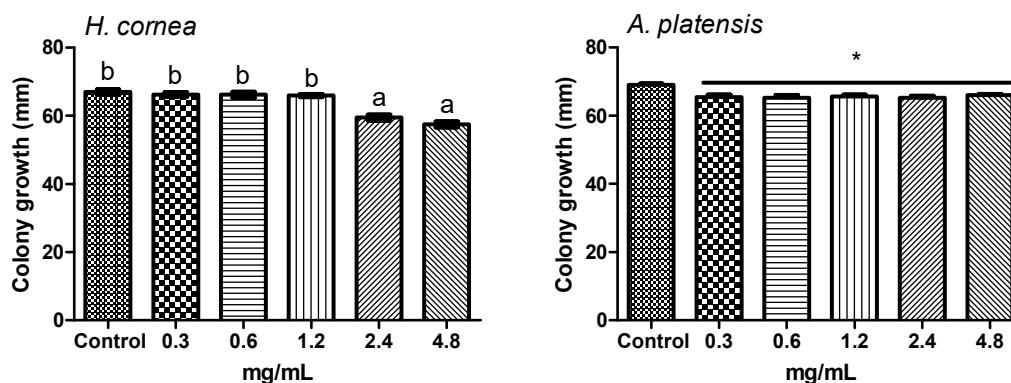 H. cornea
Colony growth (mm)
80
60
40
20
0
b b b b a a
Control 0.3 0.6 1.2 2.4 4.8
mg/mL
A. platensis
Colony growth (mm)
80
60
40
20
0
*
Control 0.3 0.6 1.2 2.4 4.8
mg/mL